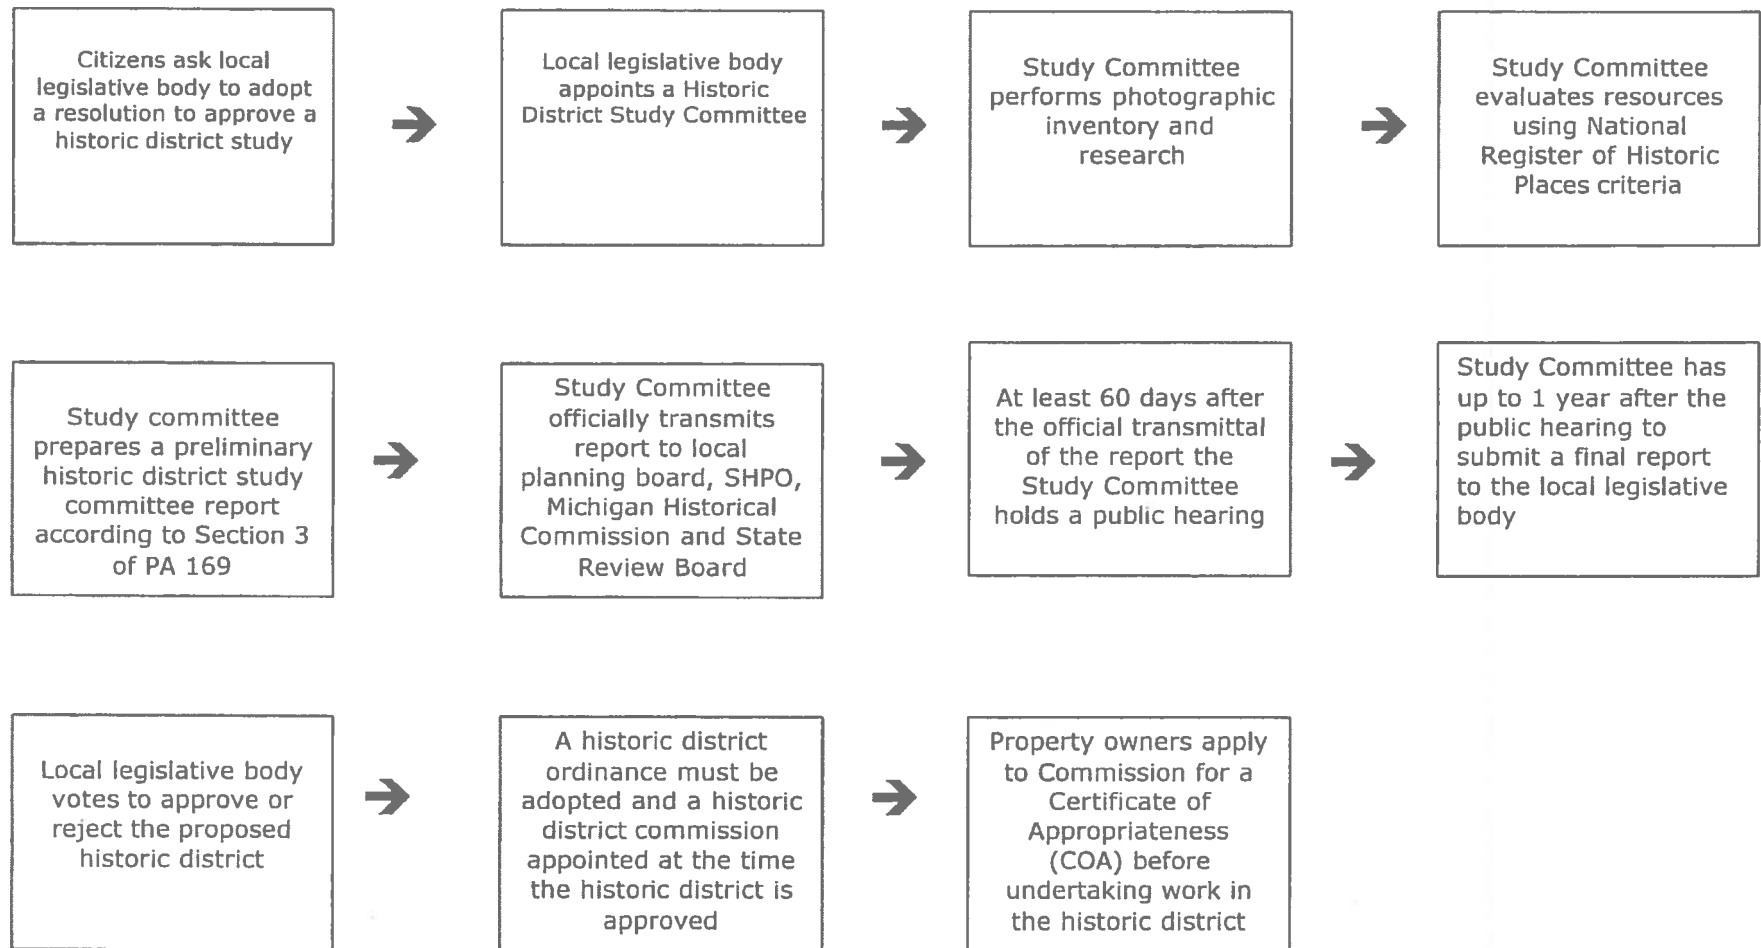 Citizens ask local
legislative body to adopt
a resolution to approve a
historic district study
Local legislative body
appoints a Historic
District Study Committee
Study Committee
performs photographic
inventory and
research
Study Committee
evaluates resources
using National
Register of Historic
Places criteria
Study committee
prepares a preliminary
historic district study
committee report
according to Section 3
of PA 169
Study Committee
officially transmits
report to local
planning board, SHPO,
Michigan Historical
Commission and State
Review Board
At least 60 days after
the official transmittal
of the report the
Study Committee
holds a public hearing
Study Committee has
up to 1 year after the
public hearing to
submit a final report
to the local legislative
body
Local legislative body
votes to approve or
reject the proposed
historic district
A historic district
ordinance must be
adopted and a historic
district commission
appointed at the time
the historic district is
approved
Property owners apply
to Commission for a
Certificate of
Appropriateness
(COA) before
undertaking work in
the historic district